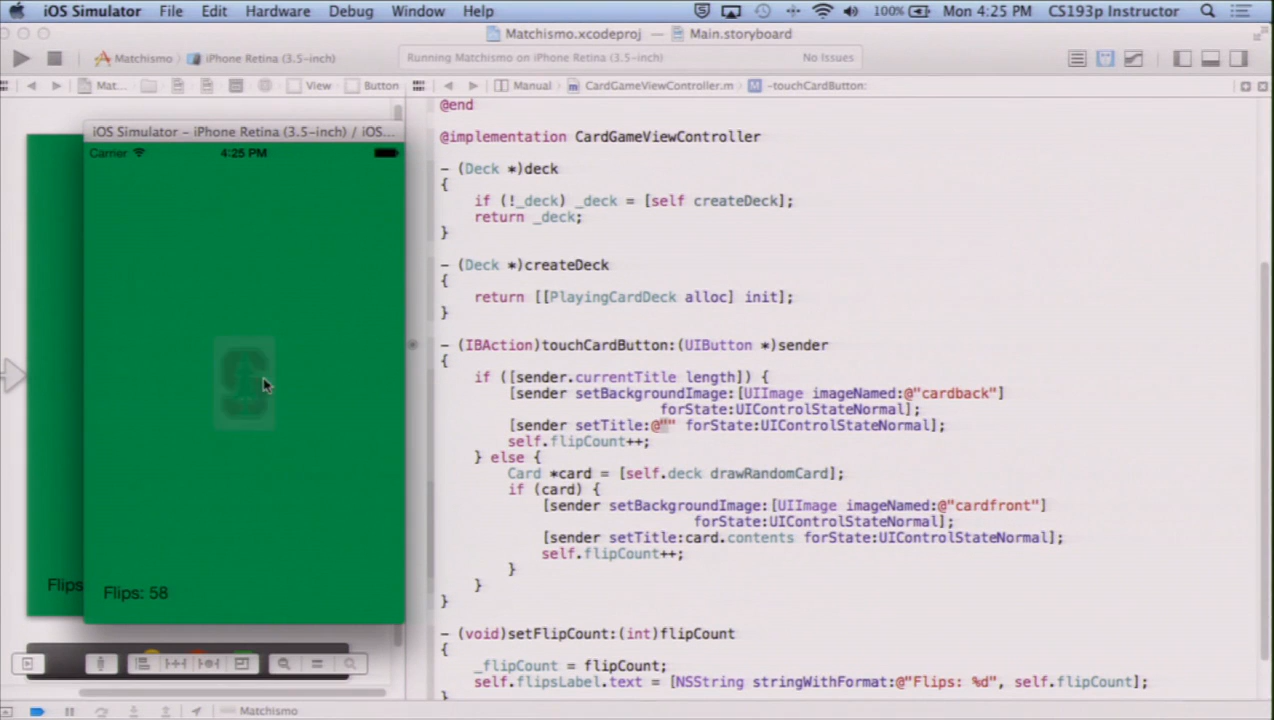 iOS Simulator File Edit Hardware Debug Window Help 100% Mon 4:25 PM CS193p Instructor
Matchismo.xcodeproj — Main.storyboard
Matchismo iPhone Retina (3.5-inch) Running Matchismo on iPhone Retina (3.5-inch) No Issues
Mat... View Button Manual CardGameViewController.m -touchCardButton:
iOS Simulator - iPhone Retina (3.5-inch) / iOS...
Carrier 4:25 PM
Flips: 58
Flips
@end
@implementation CardGameViewController
- (Deck *)deck
{
if (!_deck) _deck = [self createDeck];
return _deck;
}
- (Deck *)createDeck
{
return [[PlayingCardDeck alloc] init];
}
- (IBAction)touchCardButton:(UIButton *)sender
{
if ([sender.currentTitle length]) {
[sender setBackgroundImage:[UIImage imageNamed:@"cardback"]
forState:UIControlStateNormal];
[sender setTitle:@"" forState:UIControlStateNormal];
self.flipCount++;
} else {
Card *card = [self.deck drawRandomCard];
if (card) {
[sender setBackgroundImage:[UIImage imageNamed:@"cardfront"]
forState:UIControlStateNormal];
[sender setTitle:card.contents forState:UIControlStateNormal];
self.flipCount++;
}
}
}
- (void)setFlipCount:(int)flipCount
{
_flipCount = flipCount;
self.flipsLabel.text = [NSString stringWithFormat:@"Flips: %d", self.flipCount];
}
Matchismo